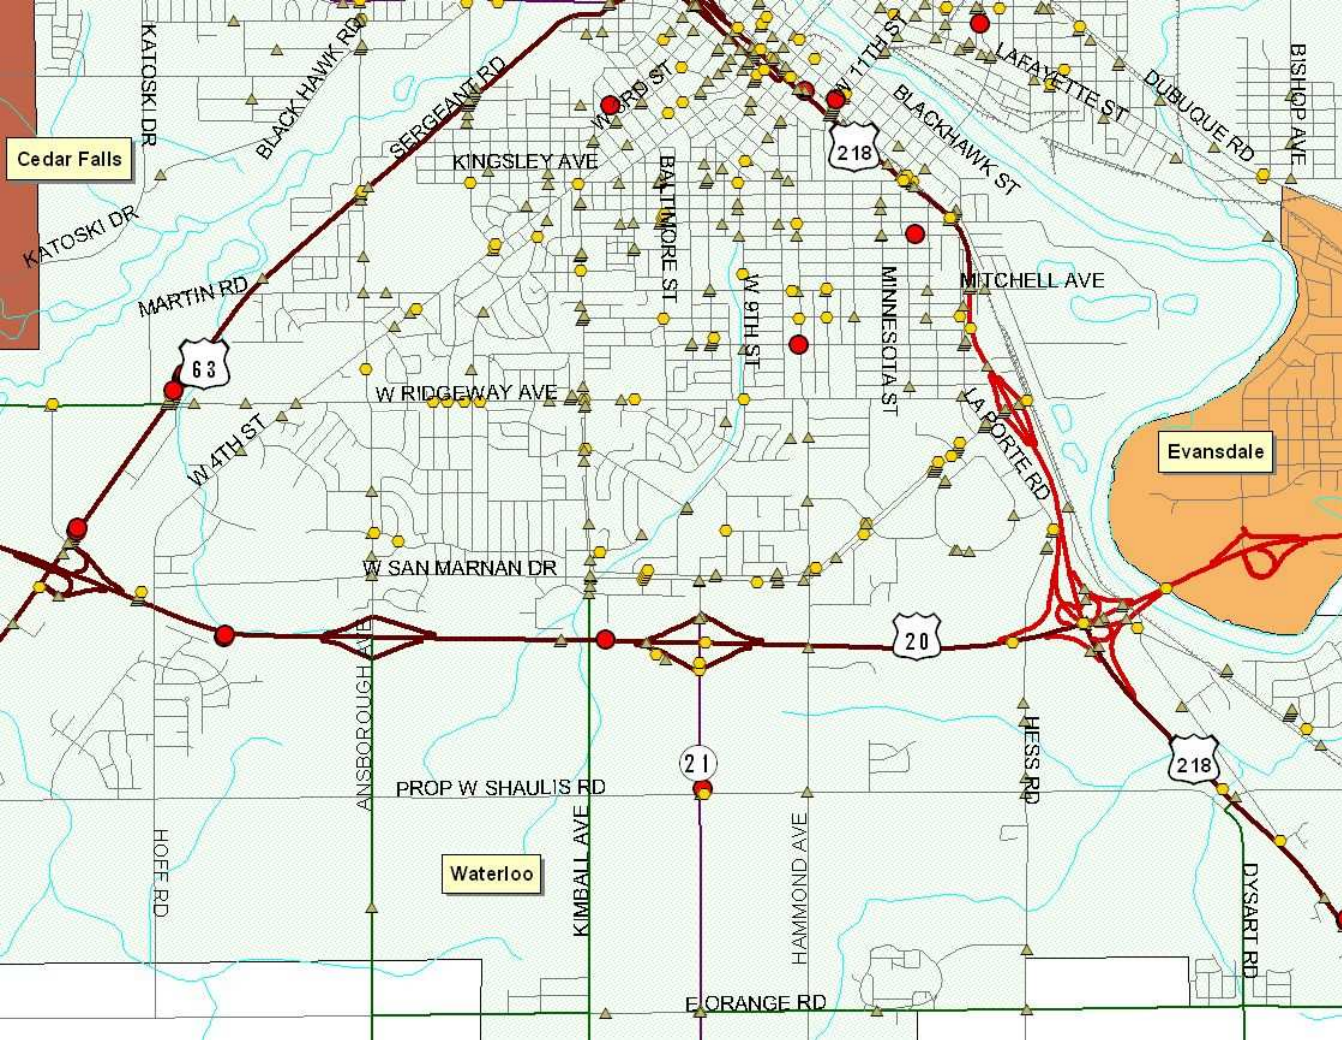 KATOSKI DR
BLACK HAWK RD
SERGEANT RD
W 3RD ST
W 11TH ST
LAFAYETTE ST
DUBUQUE RD
BISHOP AVE
BLACKHAWK ST
Cedar Falls
KINGSLEY AVE
218
KATOSKI DR
BALTIMORE ST
MARTIN RD
W 9TH ST
MINNESOTA ST
MITCHELL AVE
63
W RIDGEWAY AVE
W 4TH ST
LA PORTE RD
Evansdale
W SAN MARNAN DR
20
ANSBOROUGH AVE
21
HESS RD
218
PROP W SHAULIS RD
HOFF RD
Waterloo
KIMBALL AVE
HAMMOND AVE
DYSART RD
E ORANGE RD